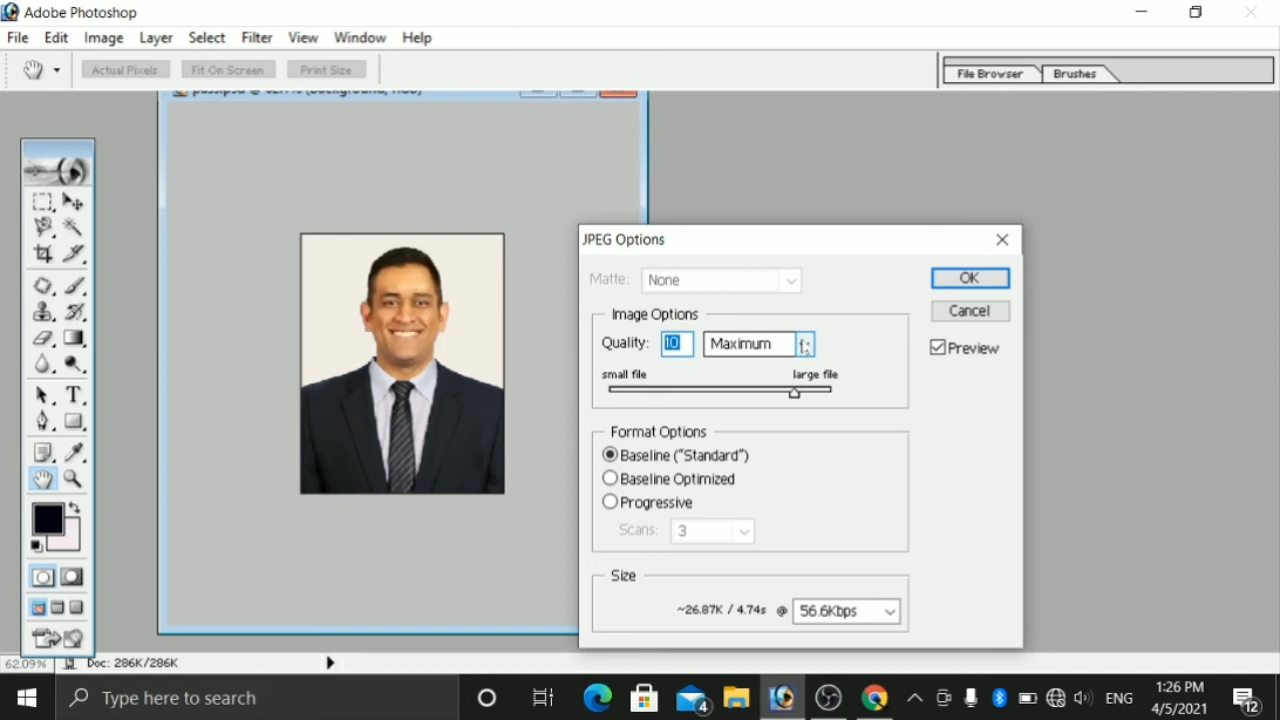 Adobe Photoshop
File Edit Image Layer Select Filter View Window Help
Actual Pixels Fit On Screen Print Size File Browser Brushes
JPEG Options
Matte: None
OK
Image Options
Cancel
Quality: 10 Maximum
Preview
small file large file
Format Options
Baseline ("Standard")
Baseline Optimized
Progressive
Scans: 3
Size
~26.87K / 4.74s @ 56.6Kbps
62.09% Doc: 286K/286K
Type here to search
4
ENG
1:26 PM
4/5/2021
12